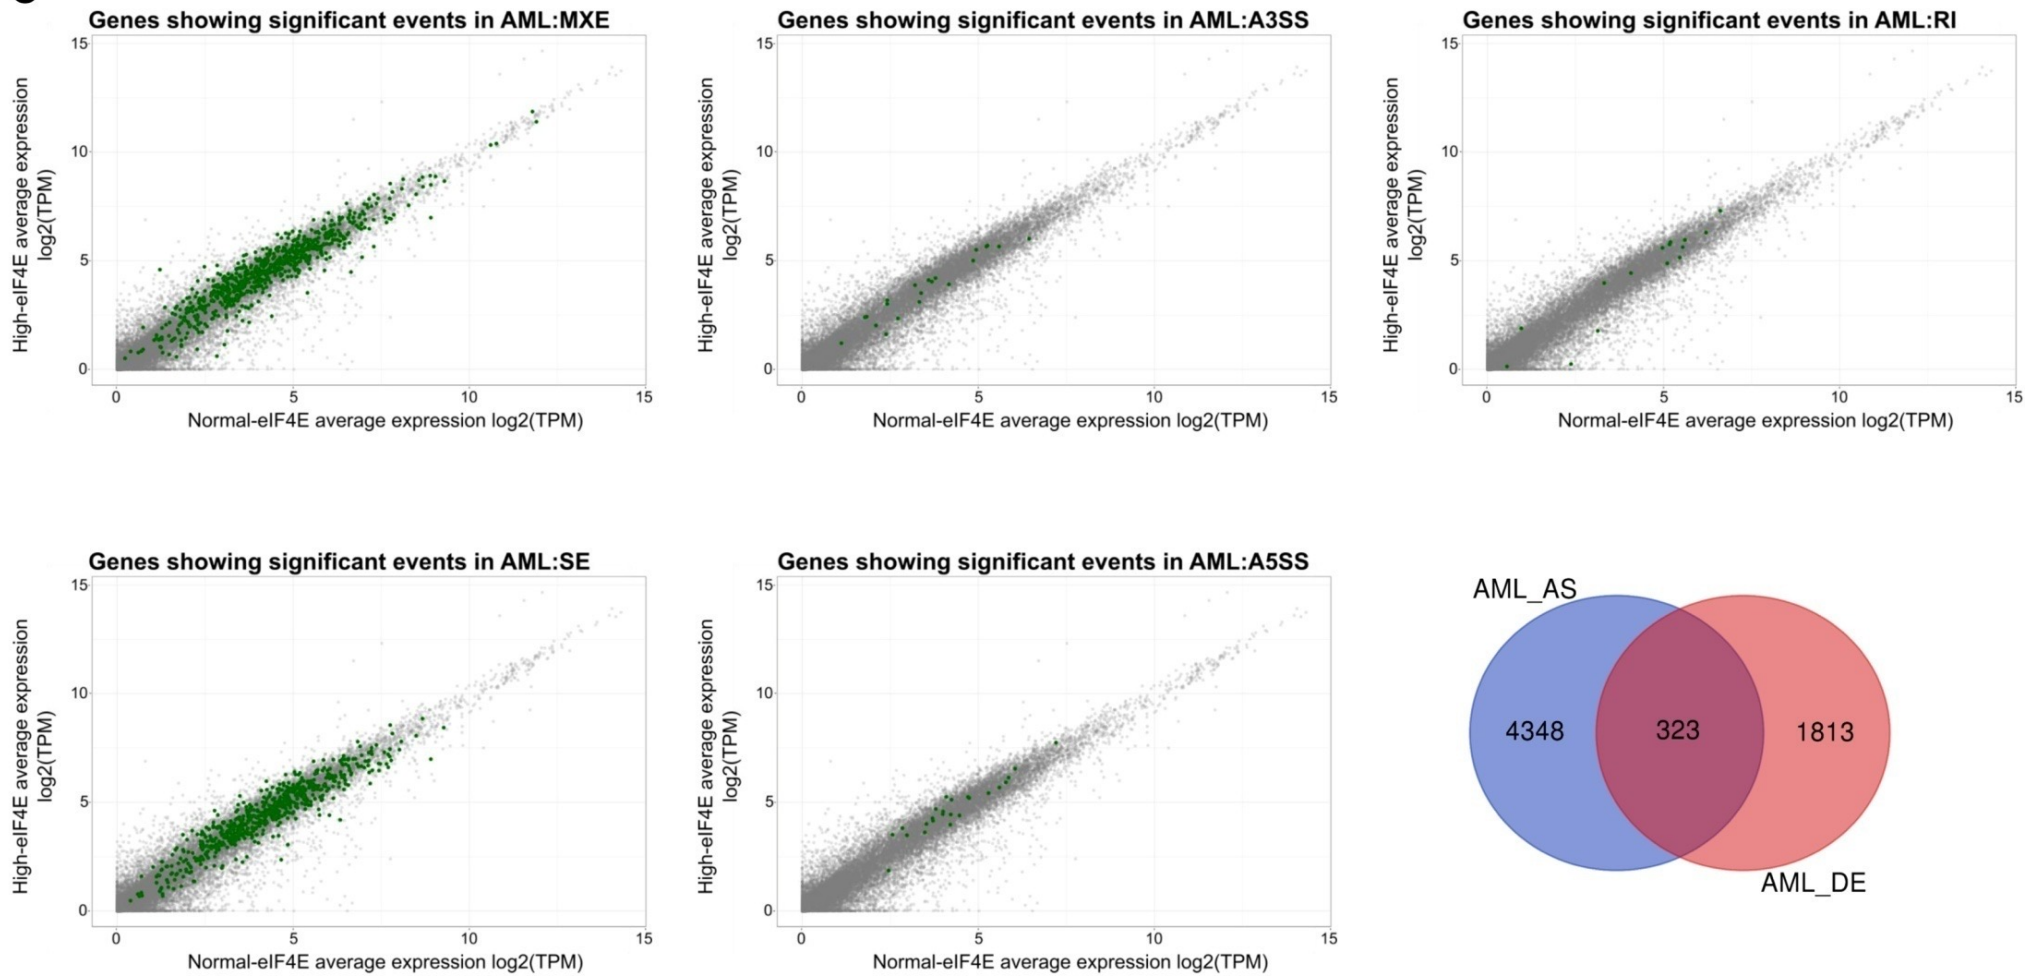 Genes showing significant events in AML:MXE
15
10
5
0
High-eIF4E average expression
log2(TPM)
0 5 10 15
Normal-eIF4E average expression log2(TPM)
Genes showing significant events in AML:A3SS
15
10
5
0
High-eIF4E average expression
log2(TPM)
0 5 10 15
Normal-eIF4E average expression log2(TPM)
Genes showing significant events in AML:RI
15
10
5
0
High-eIF4E average expression
log2(TPM)
0 5 10 15
Normal-eIF4E average expression log2(TPM)
Genes showing significant events in AML:SE
15
10
5
0
High-eIF4E average expression
log2(TPM)
0 5 10 15
Normal-eIF4E average expression log2(TPM)
Genes showing significant events in AML:A5SS
15
10
5
0
High-eIF4E average expression
log2(TPM)
0 5 10 15
Normal-eIF4E average expression log2(TPM)
AML_AS
4348 323 1813
AML_DE